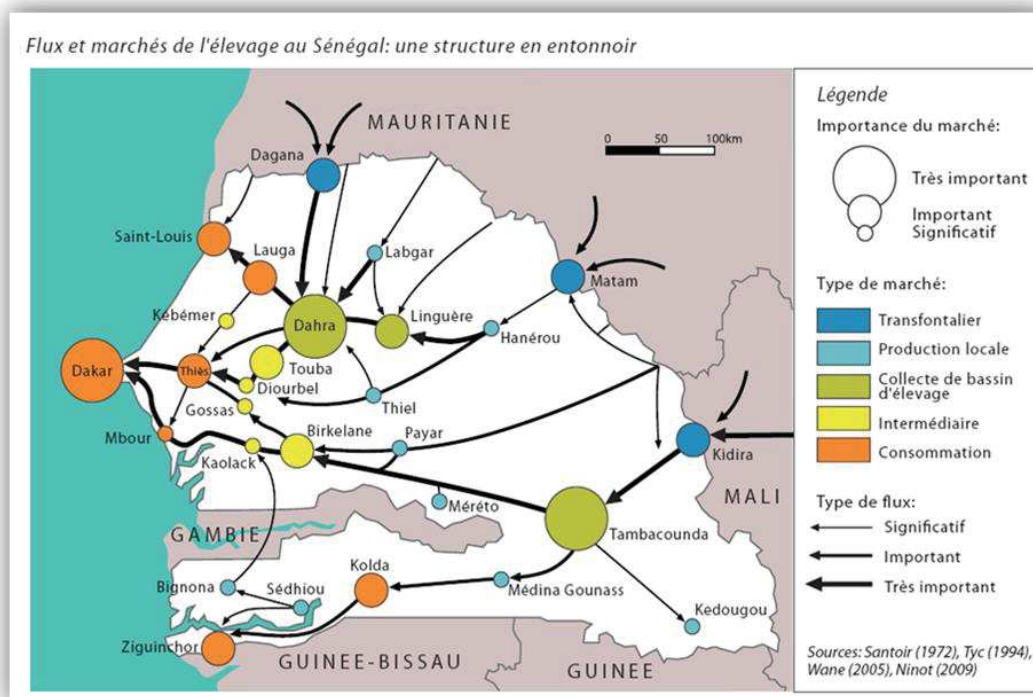 Flux et marchés de l'élevage au Sénégal: une structure en entonnoir
MAURITANIE
0 50 100km
Dagana
Saint-Louis
Lauga
Labgar
Matam
Kébémer
Dahra
Linguère
Hanérou
Dakar
Thiès
Touba
Diourbel
Thiel
Gossas
Mbour
Birkelane
Payar
Kaolack
Kidira
MALI
Méréto
GAMBIE
Tambacounda
Kolda
Bignona
Sédhiou
Médina Gounass
Kedougou
Ziguinchor
GUINEE-BISSAU
GUINEE
Légende
Importance du marché:
Très important
Important
Significatif
Type de marché:
Transfontalier
Production locale
Collecte de bassin
d'élevage
Intermédiaire
Consommation
Type de flux:
Significatif
Important
Très important
Sources: Santoir (1972), Tyc (1994),
Wane (2005), Ninot (2009)